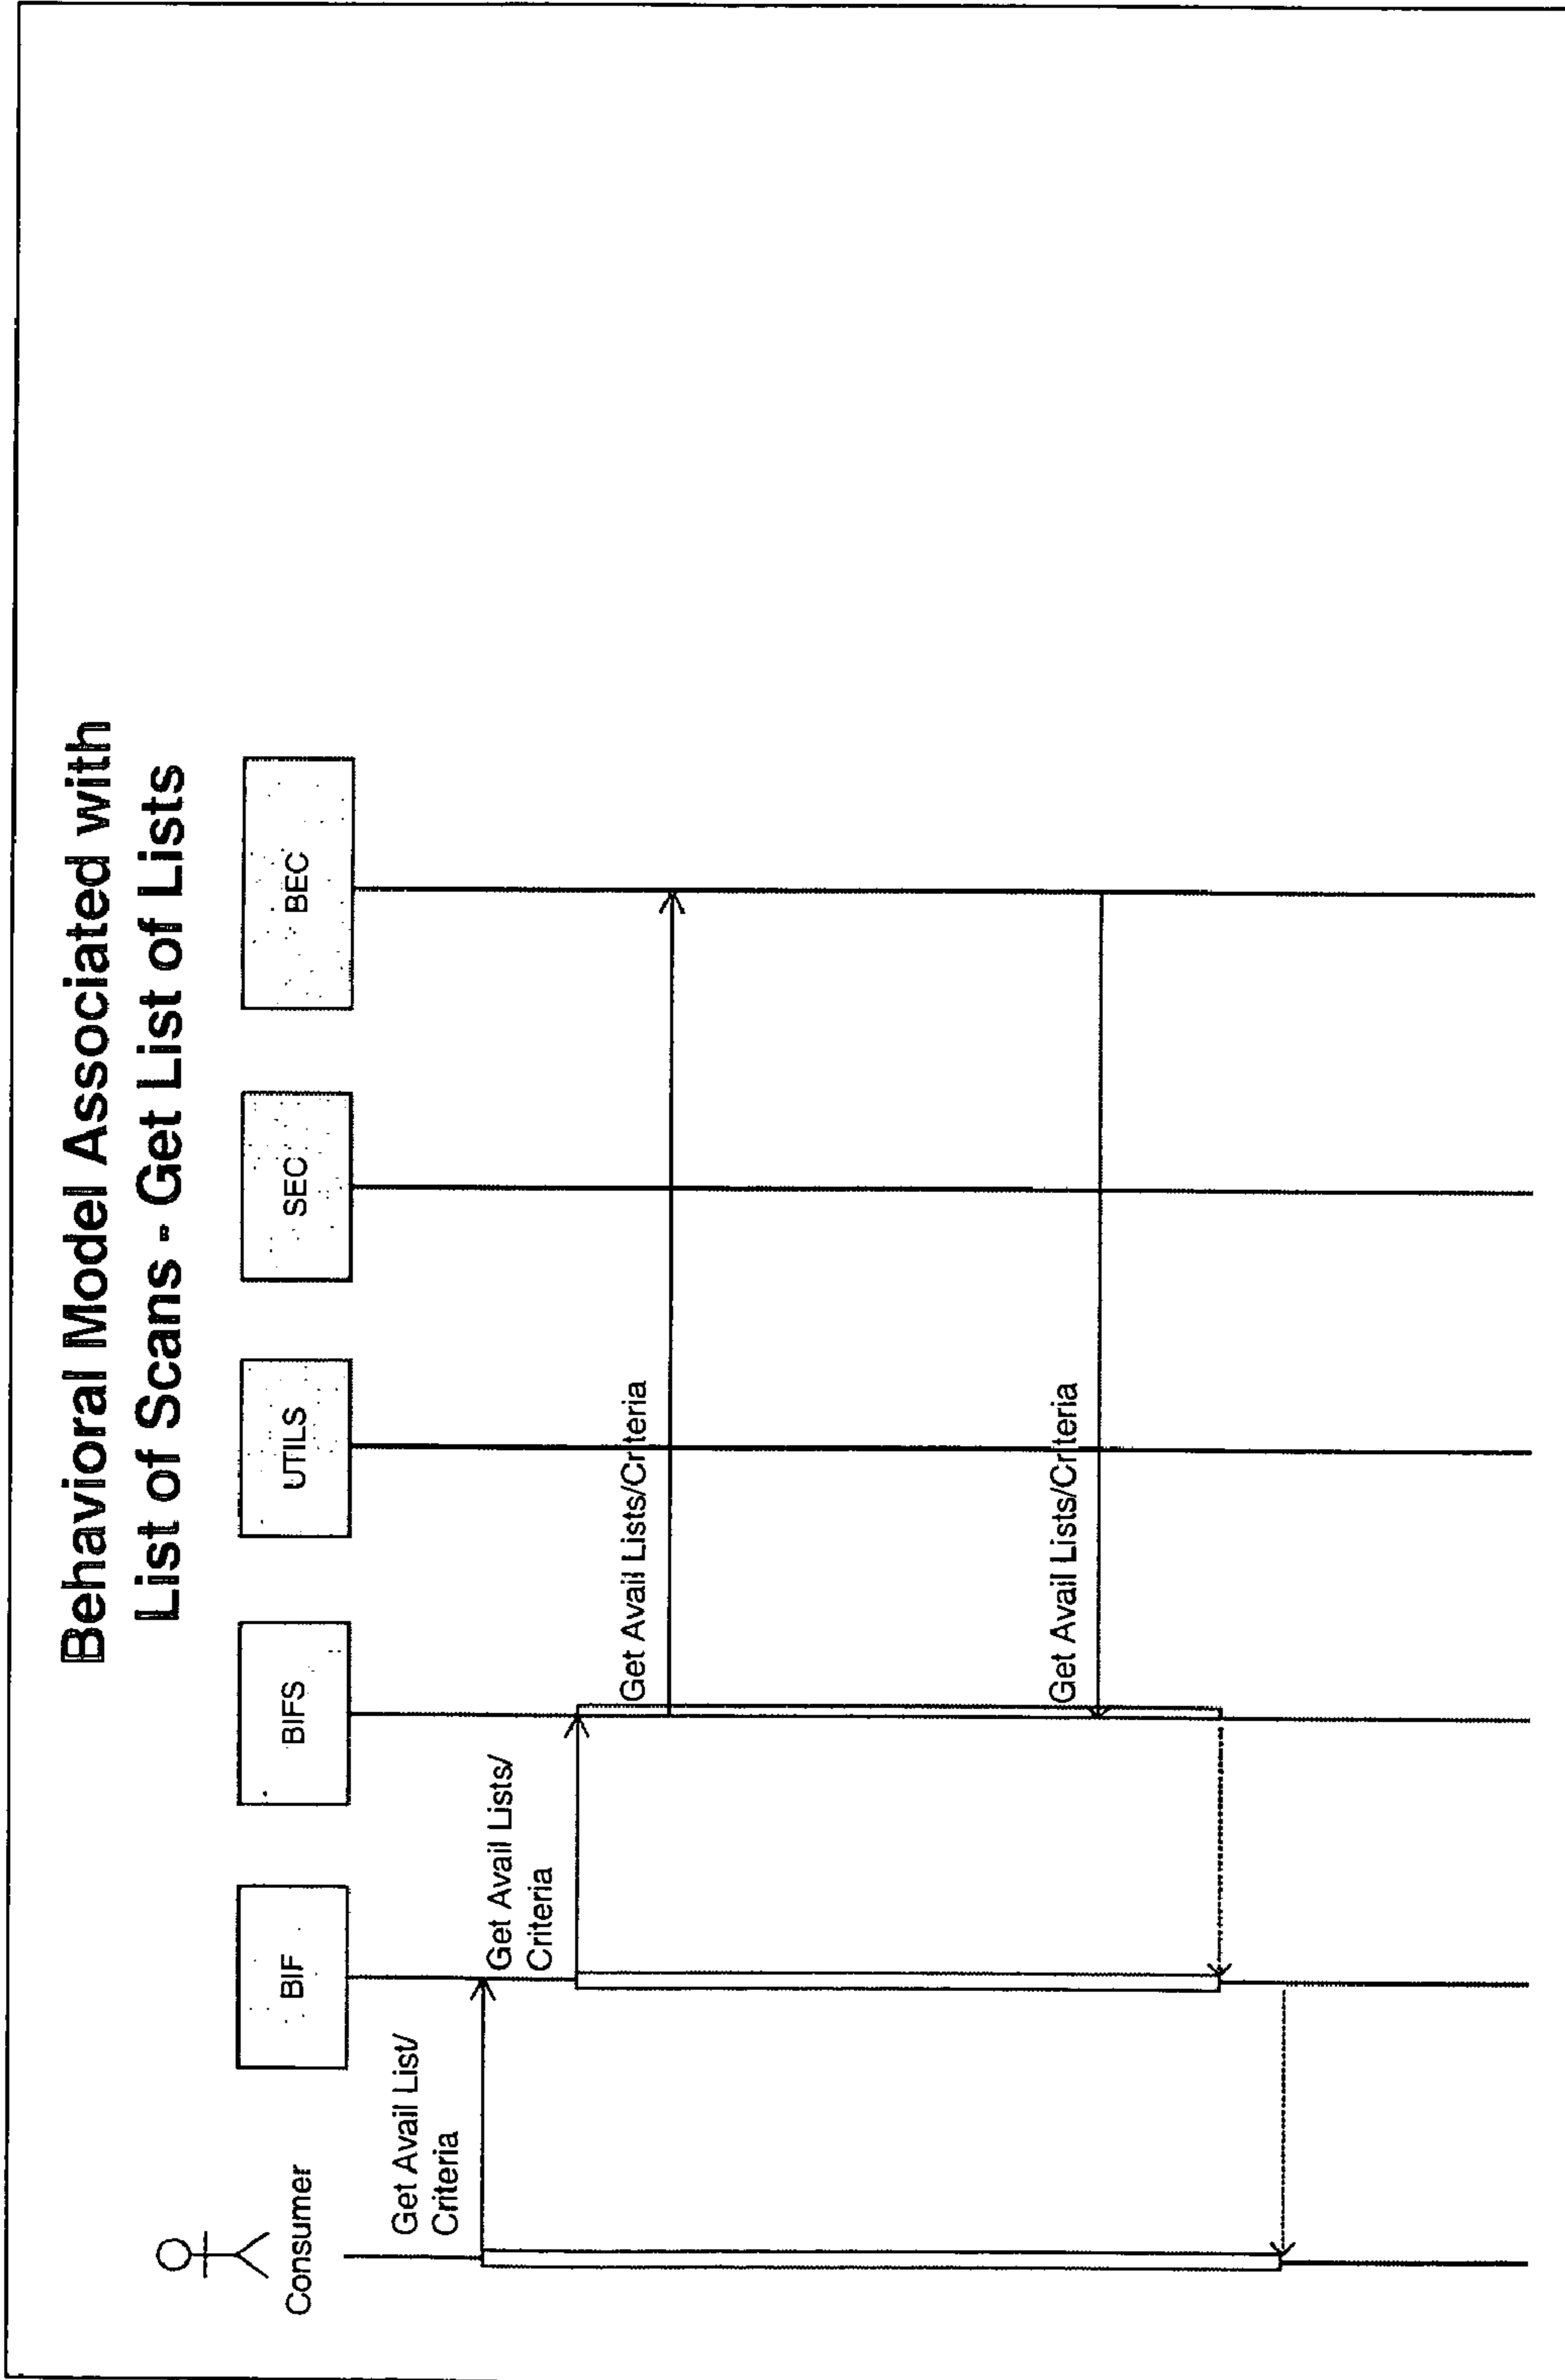 Behavioral Model Associated with
List of Scans - Get List of Lists
Consumer
BIF
BIFS
UTILS
SEC
BEC
Get Avail List/
Criteria
Get Avail Lists/
Criteria
Get Avail Lists/Criteria
Get Avail Lists/Criteria